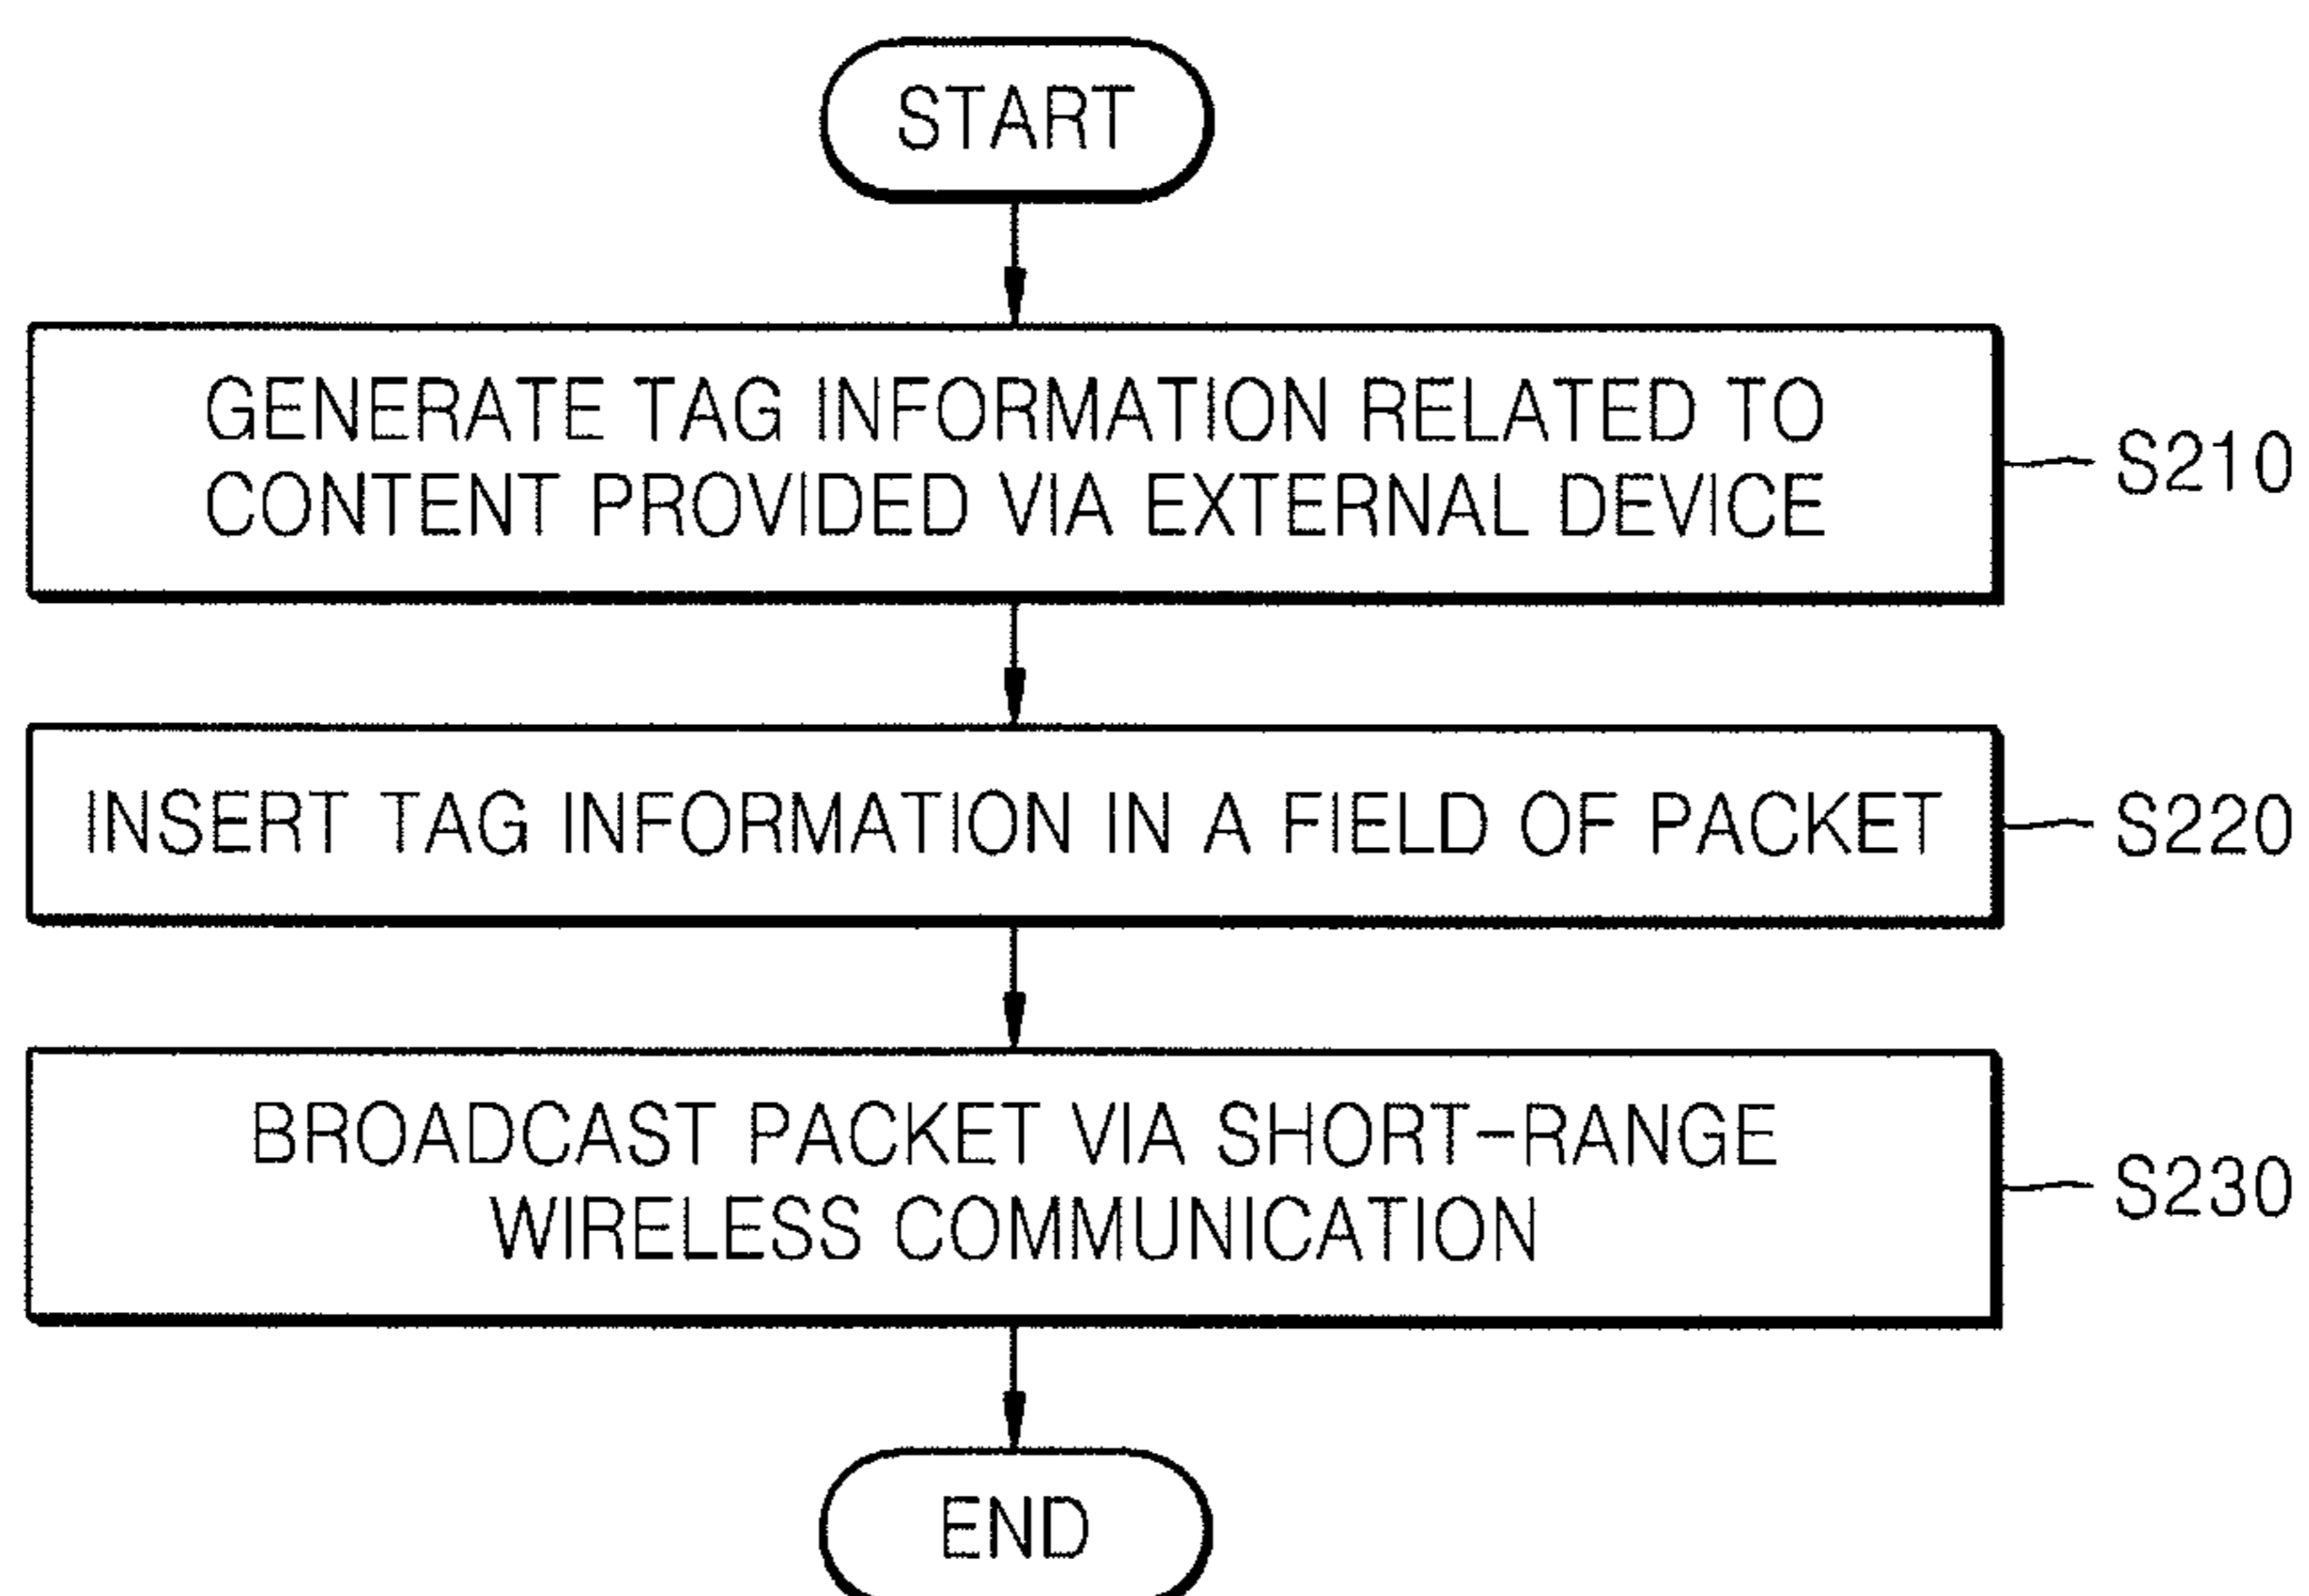 START
GENERATE TAG INFORMATION RELATED TO
CONTENT PROVIDED VIA EXTERNAL DEVICE
S210
INSERT TAG INFORMATION IN A FIELD OF PACKET
S220
BROADCAST PACKET VIA SHORT-RANGE
WIRELESS COMMUNICATION
S230
END